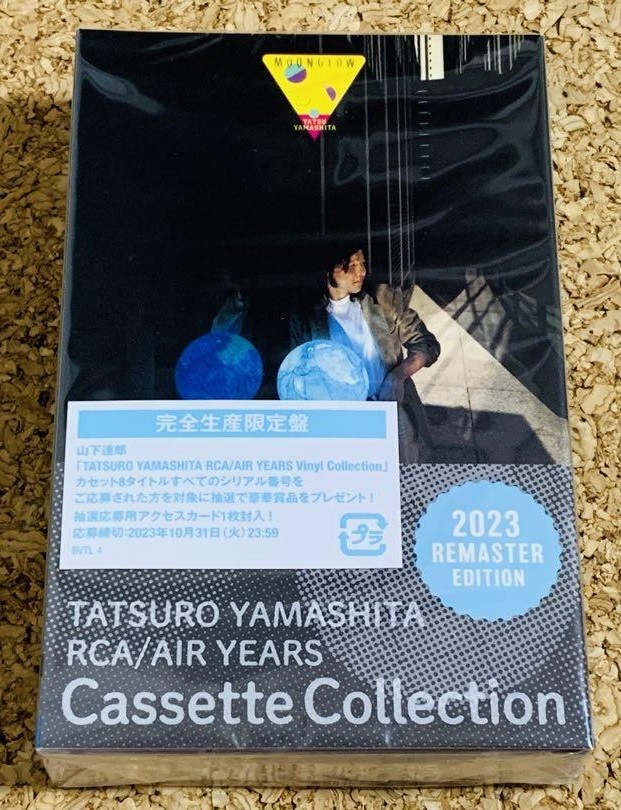 MOONGLOW
TATSU
YAMASHITA
完全生産限定盤
山下達郎
「TATSURO YAMASHITA RCA/AIR YEARS Vinyl Collection」
カセット8タイトルすべてのシリアル番号を
ご応募された方を対象に抽選で豪華賞品をプレゼント!
抽選応募用アクセスカード1枚封入!
応募締切:2023年10月31日(火)23:59
BVTL 4
プラ
2023
REMASTER
EDITION
TATSURO YAMASHITA
RCA/AIR YEARS
Cassette Collection